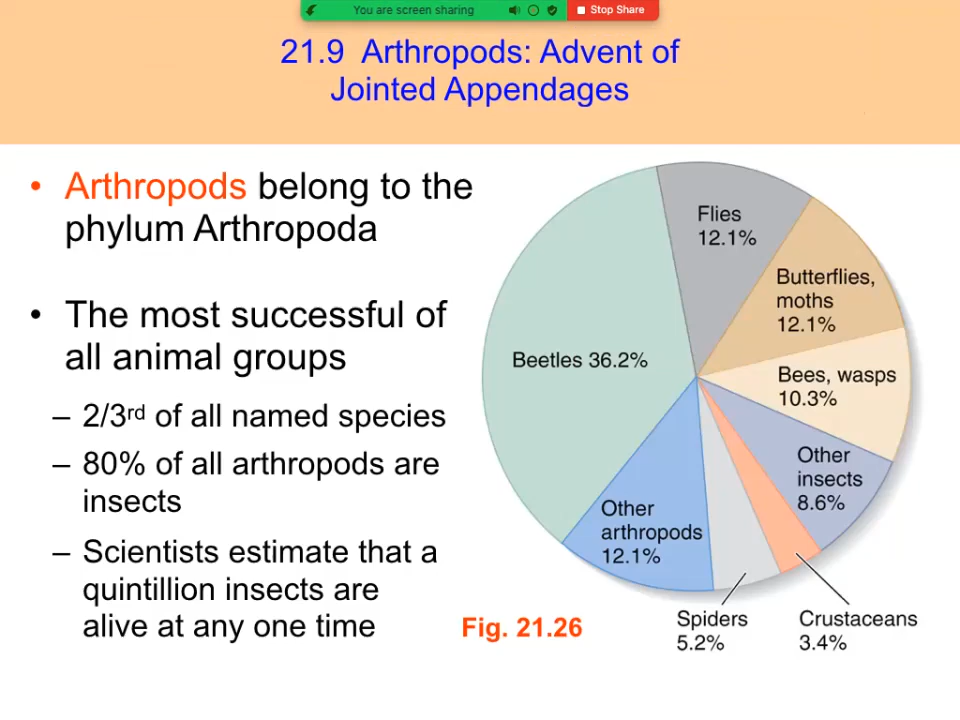 You are screen sharing
Stop Share
21.9 Arthropods: Advent of
Jointed Appendages
• Arthropods belong to the
phylum Arthropoda
• The most successful of
all animal groups
– 2/3rd of all named species
– 80% of all arthropods are
insects
– Scientists estimate that a
quintillion insects are
alive at any one time
Flies
12.1%
Butterflies,
moths
12.1%
Beetles 36.2%
Bees, wasps
10.3%
Other
insects
8.6%
Other
arthropods
12.1%
Spiders
5.2%
Crustaceans
3.4%
Fig. 21.26